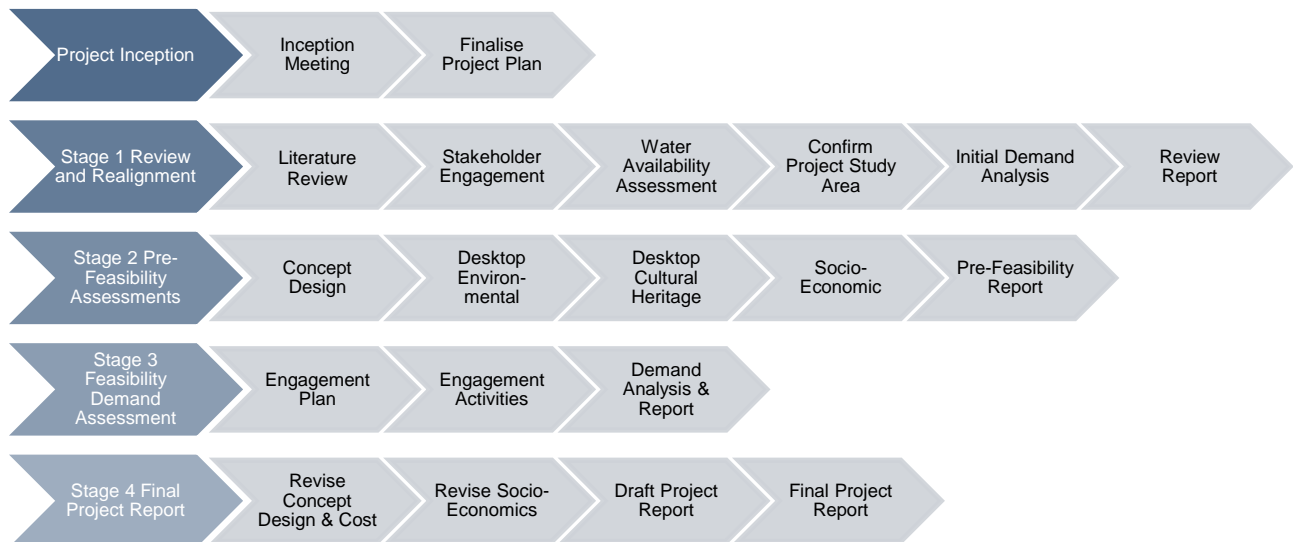 Project Inception
Inception
Meeting
Finalise
Project Plan
Stage 1 Review
and Realignment
Literature
Review
Stakeholder
Engagement
Water
Availability
Assessment
Confirm
Project Study
Area
Initial Demand
Analysis
Review
Report
Stage 2 Pre-
Feasibility
Assessments
Concept
Design
Desktop
Environ-
mental
Desktop
Cultural
Heritage
Socio-
Economic
Pre-Feasibility
Report
Stage 3
Feasibility
Demand
Assessment
Engagement
Plan
Engagement
Activities
Demand
Analysis &
Report
Stage 4 Final
Project Report
Revise
Concept
Design & Cost
Revise Socio-
Economics
Draft Project
Report
Final Project
Report